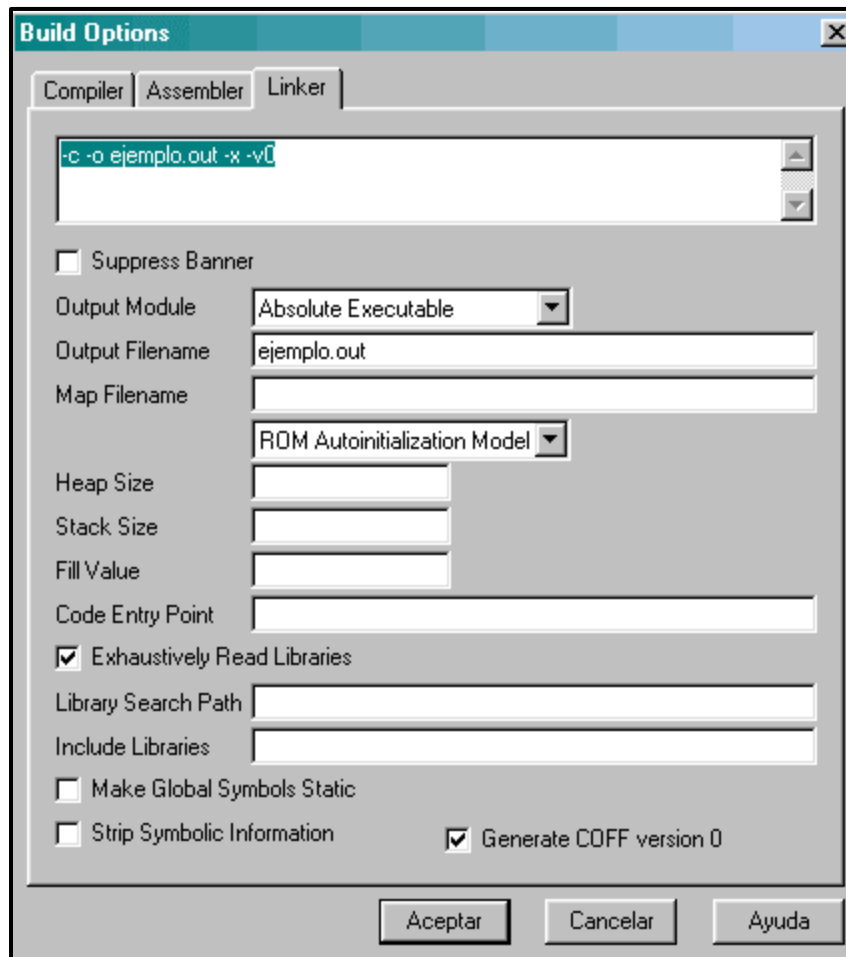 Build Options
Compiler Assembler Linker
-c -o ejemplo.out -x -v0
Suppress Banner
Output Module Absolute Executable
Output Filename ejemplo.out
Map Filename
ROM Autoinitialization Model
Heap Size
Stack Size
Fill Value
Code Entry Point
Exhaustively Read Libraries
Library Search Path
Include Libraries
Make Global Symbols Static
Strip Symbolic Information Generate COFF version 0
Aceptar Cancelar Ayuda